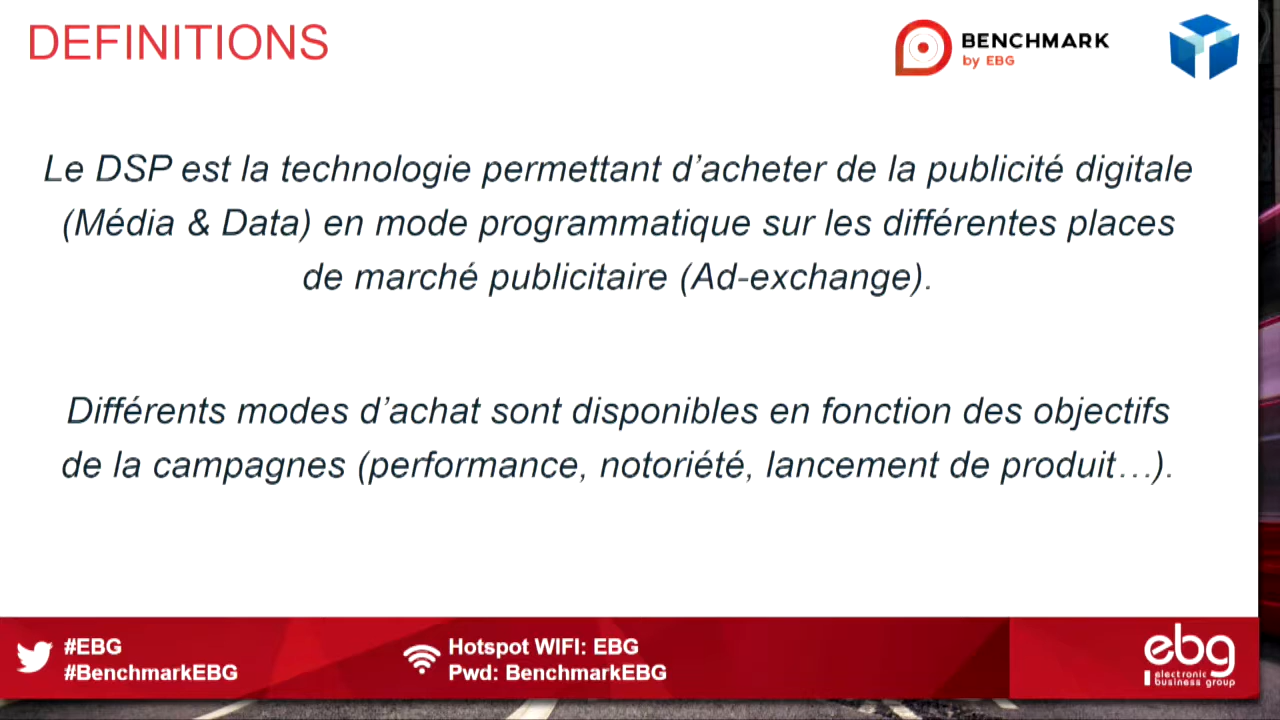 DEFINITIONS
BENCHMARK
by EBG
Le DSP est la technologie permettant d’acheter de la publicité digitale
(Média & Data) en mode programmatique sur les différentes places
de marché publicitaire (Ad-exchange).
Différents modes d’achat sont disponibles en fonction des objectifs
de la campagnes (performance, notoriété, lancement de produit…).
#EBG
#BenchmarkEBG
Hotspot WIFI: EBG
Pwd: BenchmarkEBG
ebg
electronic
business group